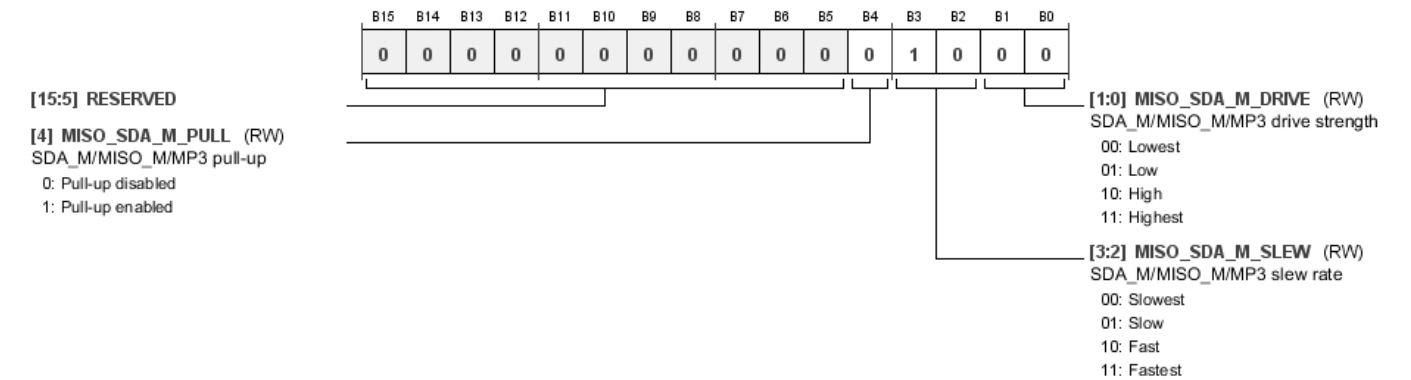 B15 B14 B13 B12 B11 B10 B9 B8 B7 B6 B5 B4 B3 B2 B1 B0
0 0 0 0 0 0 0 0 0 0 0 0 1 0 0 0
[15:5] RESERVED
[4] MISO_SDA_M_PULL (RW)
SDA_M/MISO_M/MP3 pull-up
0: Pull-up disabled
1: Pull-up enabled
[1:0] MISO_SDA_M_DRIVE (RW)
SDA_M/MISO_M/MP3 drive strength
00: Lowest
01: Low
10: High
11: Highest
[3:2] MISO_SDA_M_SLEW (RW)
SDA_M/MISO_M/MP3 slew rate
00: Slowest
01: Slow
10: Fast
11: Fastest